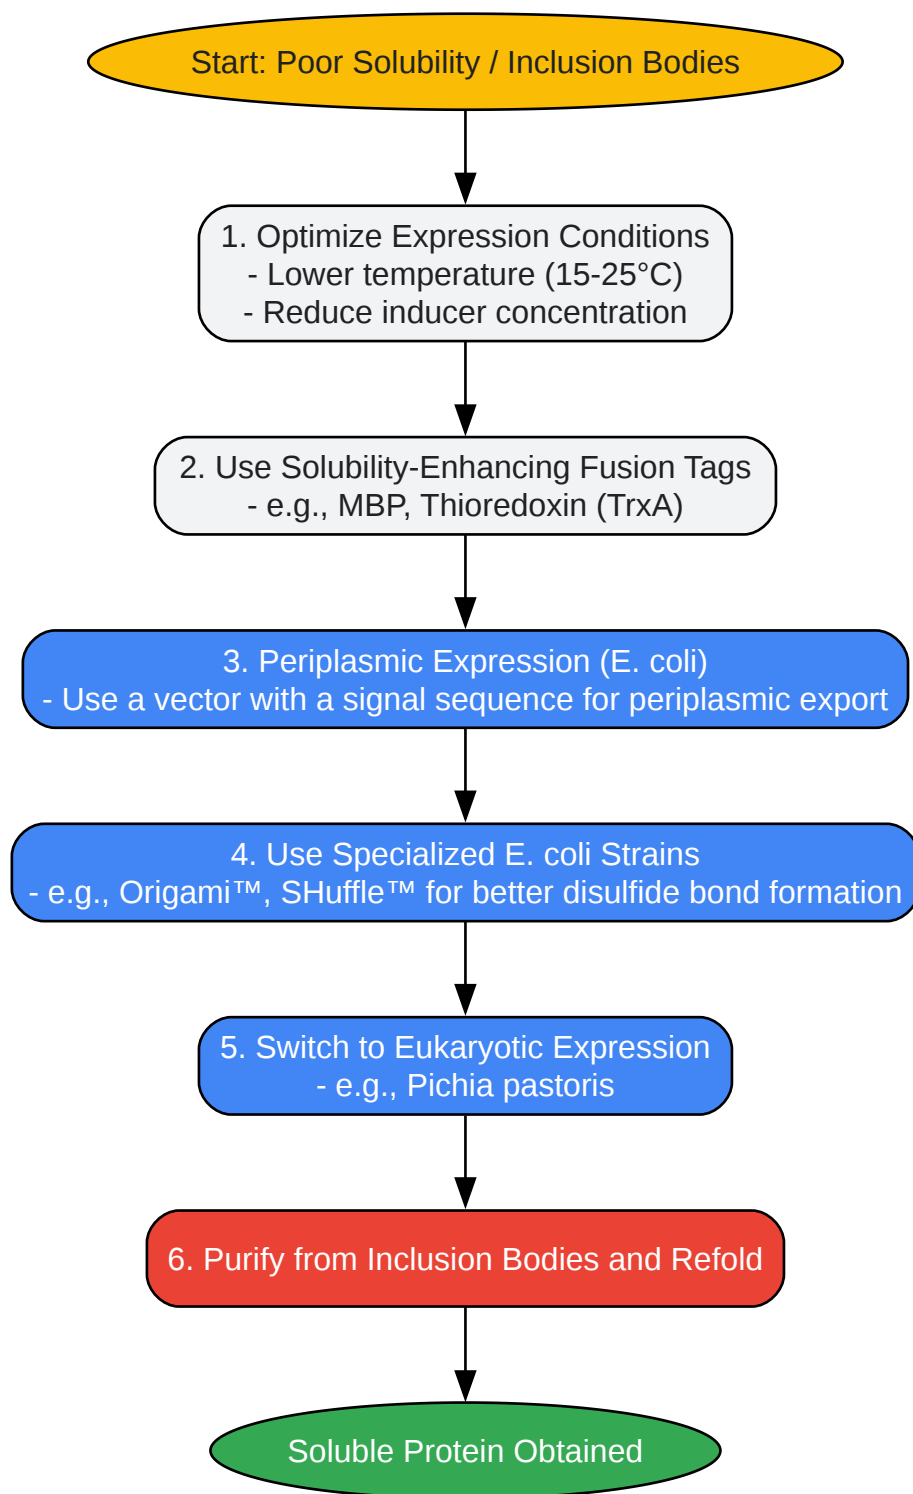 Start: Poor Solubility / Inclusion Bodies
1. Optimize Expression Conditions
- Lower temperature (15-25°C)
- Reduce inducer concentration
2. Use Solubility-Enhancing Fusion Tags
- e.g., MBP, Thioredoxin (TrxA)
3. Periplasmic Expression (E. coli)
- Use a vector with a signal sequence for periplasmic export
4. Use Specialized E. coli Strains
- e.g., Origami™, SHuffle™ for better disulfide bond formation
5. Switch to Eukaryotic Expression
- e.g., Pichia pastoris
6. Purify from Inclusion Bodies and Refold
Soluble Protein Obtained